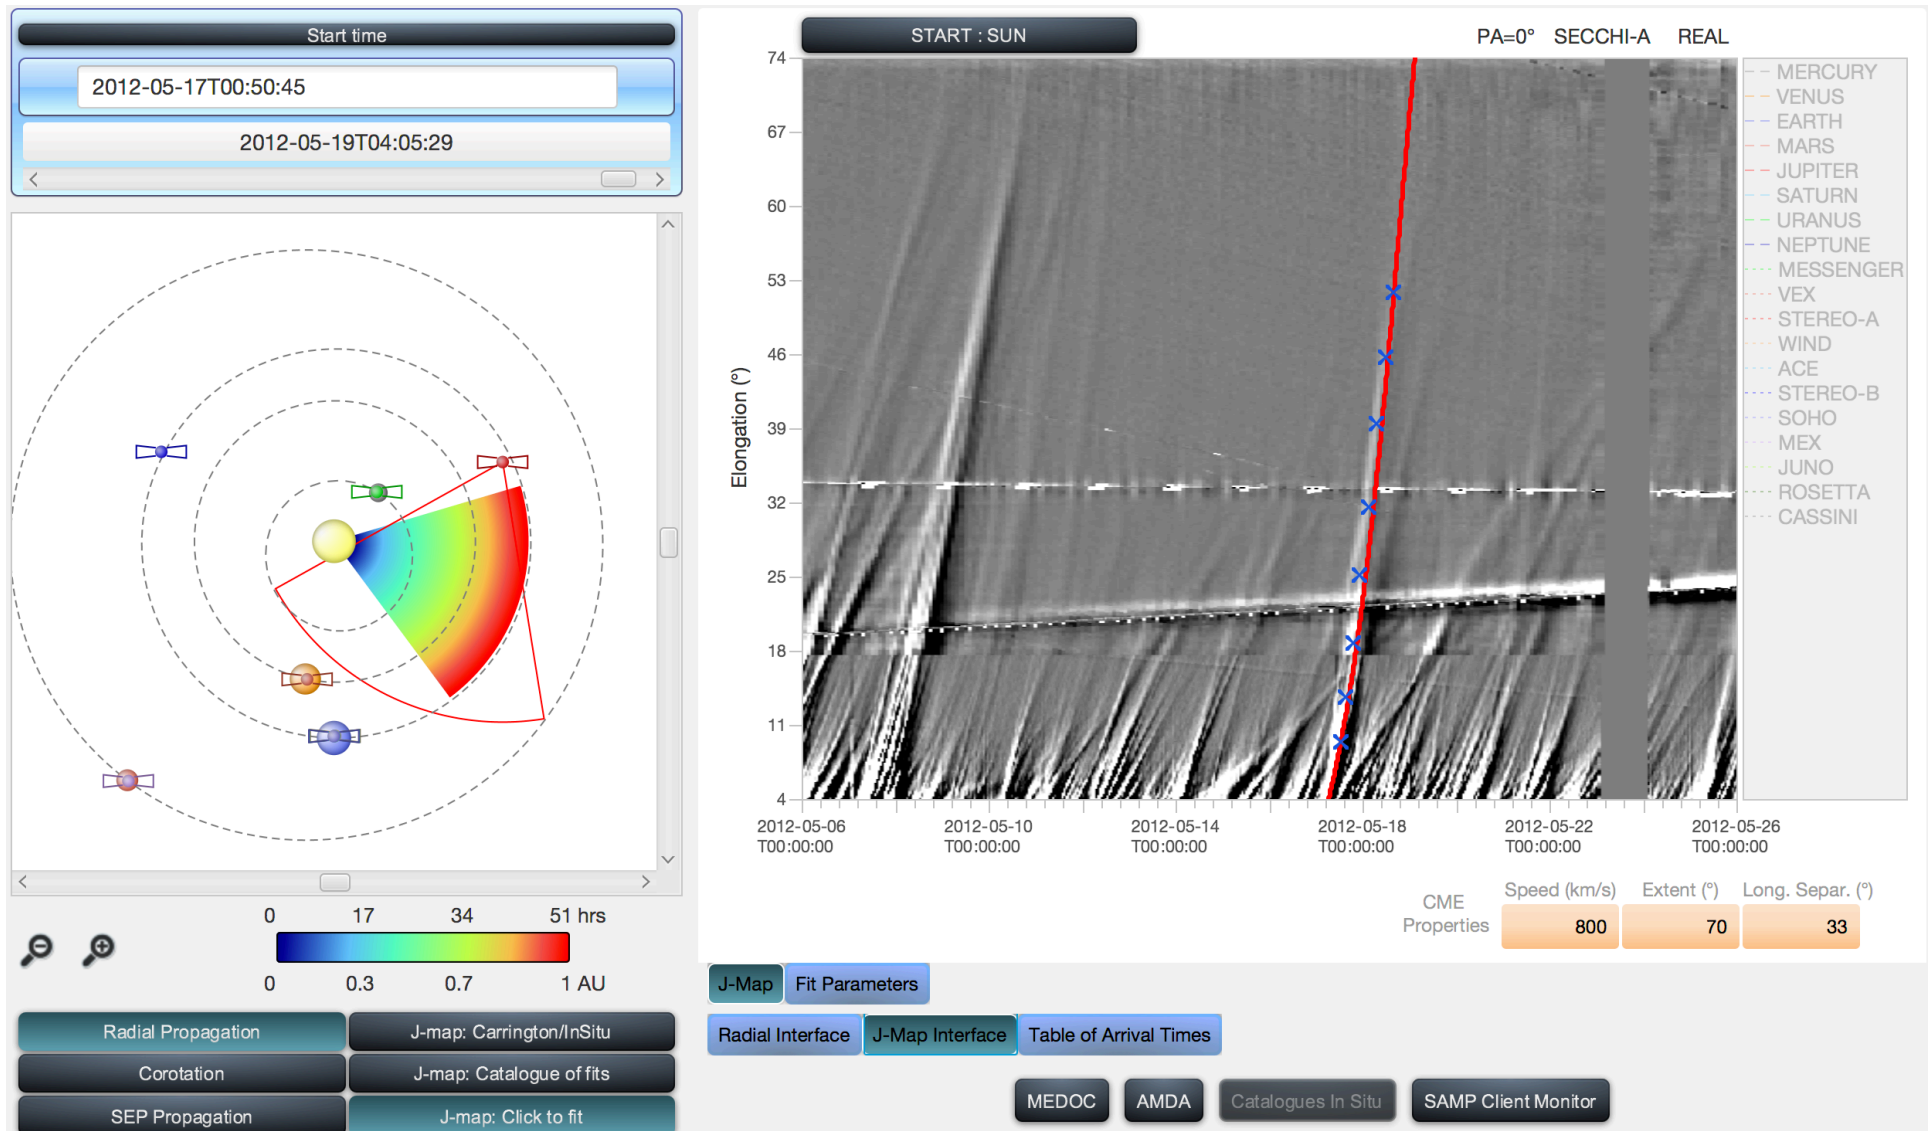 Start time
2012-05-17T00:50:45
2012-05-19T04:05:29
0 17 34 51 hrs
0 0.3 0.7 1 AU
Radial Propagation
J-map: Carrington/InSitu
Corotation
J-map: Catalogue of fits
SEP Propagation
J-map: Click to fit
START : SUN
PA=0° SECCHI-A REAL
Elongation (°)
74
67
60
53
46
39
32
25
18
11
4
2012-05-06 2012-05-10 2012-05-14 2012-05-18 2012-05-22 2012-05-26
T00:00:00 T00:00:00 T00:00:00 T00:00:00 T00:00:00 T00:00:00
MERCURY
VENUS
EARTH
MARS
JUPITER
SATURN
URANUS
NEPTUNE
MESSENGER
VEX
STEREO-A
WIND
ACE
STEREO-B
SOHO
MEX
JUNO
ROSETTA
CASSINI
CME
Properties
Speed (km/s) Extent (°) Long. Separ. (°)
800 70 33
J-Map Fit Parameters
Radial Interface J-Map Interface Table of Arrival Times
MEDOC AMDA Catalogues In Situ SAMP Client Monitor